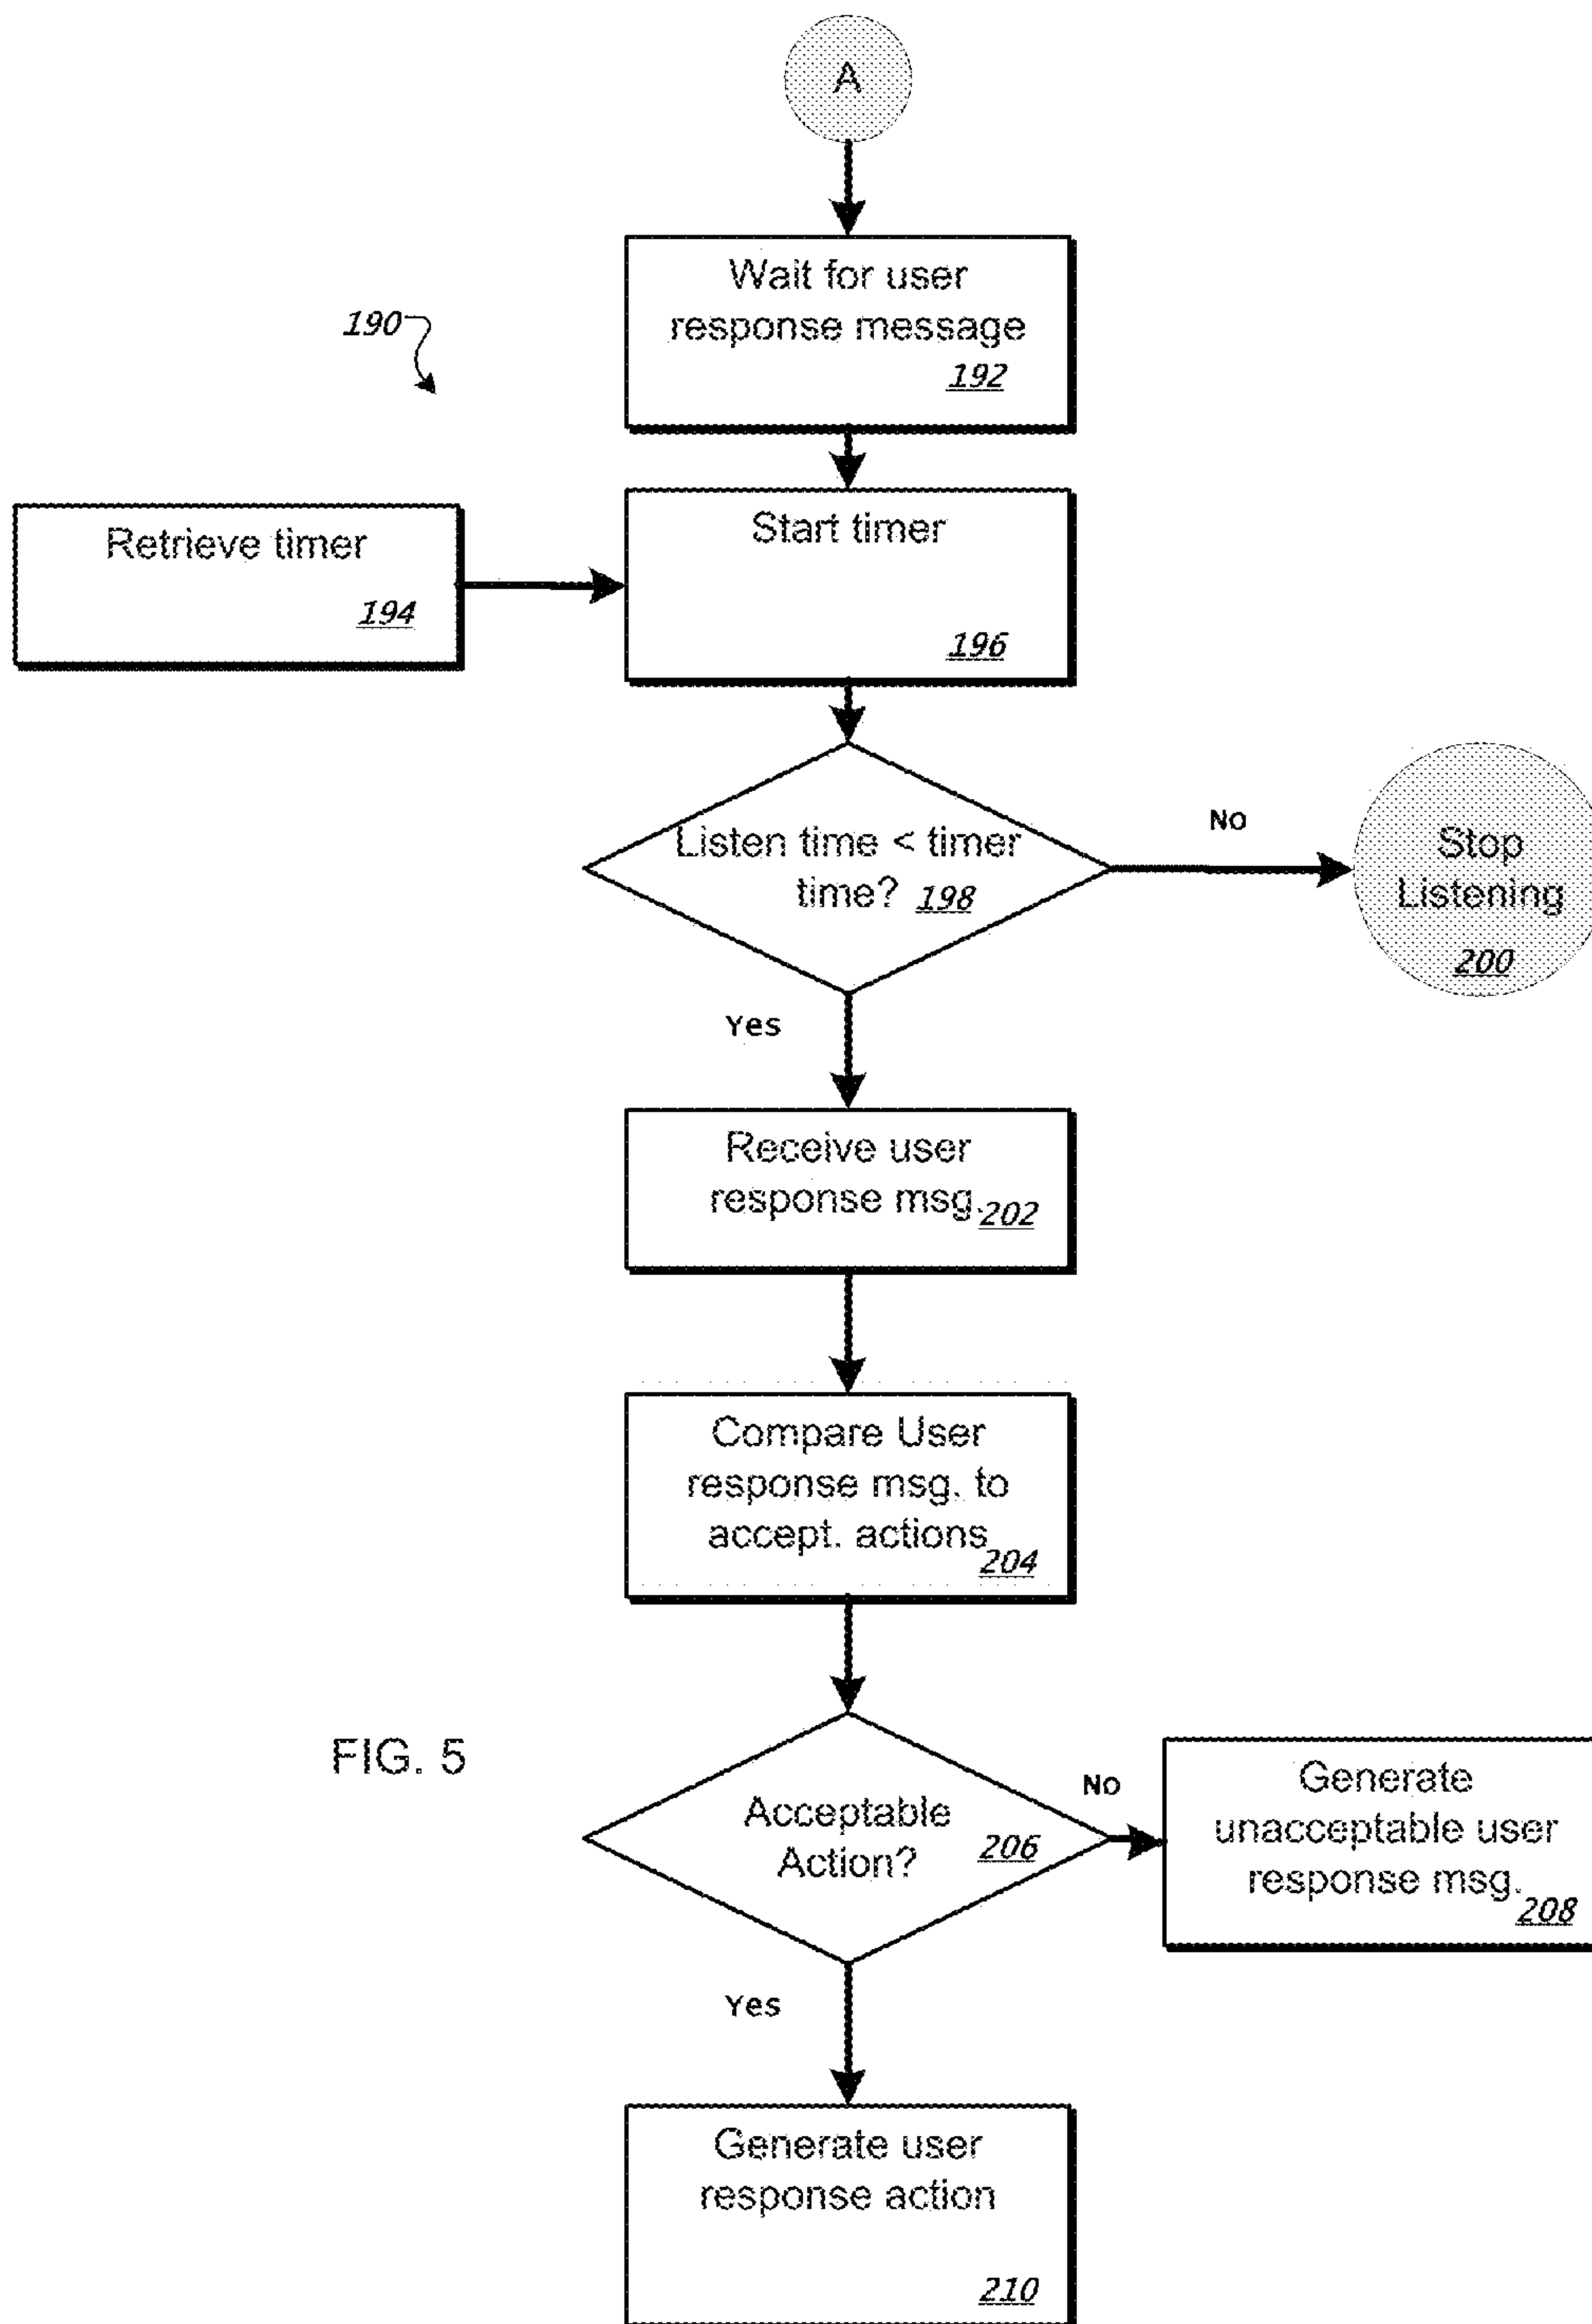 A
Wait for user
response message
192
190
Retrieve timer
194
Start timer
196
Listen time < timer
time? 198
No
Stop
Listening
200
Yes
Receive user
response msg. 202
Compare User
response msg. to
accept. actions
204
FIG. 5
Acceptable
Action?
206
No
Generate
unacceptable user
response msg.
208
Yes
Generate user
response action
210